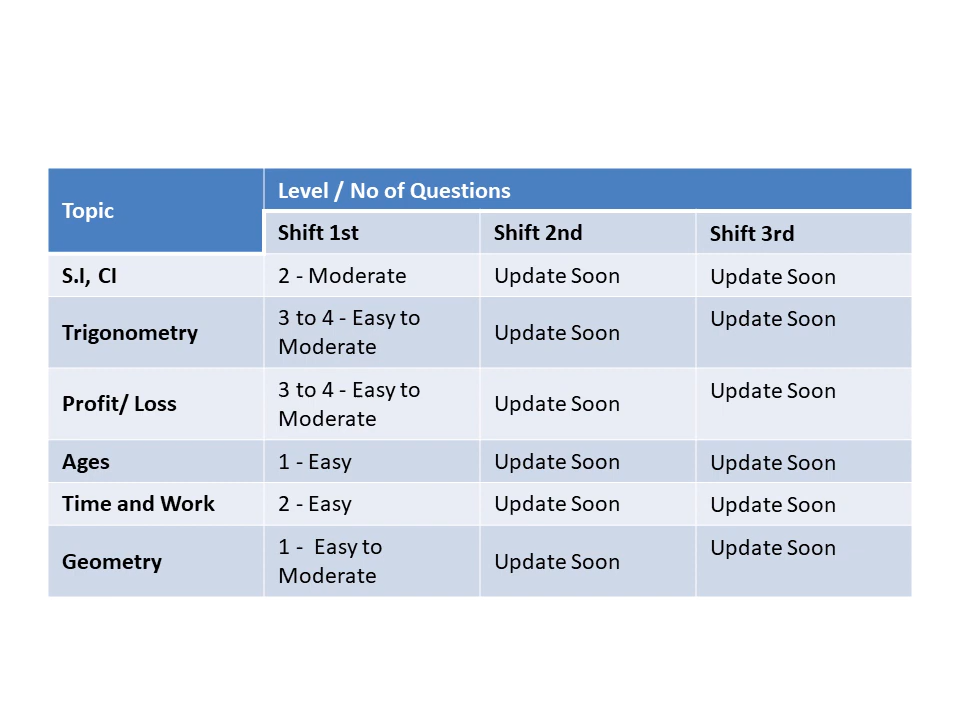 Topic
Level / No of Questions
Shift 1st
Shift 2nd
Shift 3rd
S.I, CI
2 - Moderate
Update Soon
Update Soon
Trigonometry
3 to 4 - Easy to
Moderate
Update Soon
Update Soon
Profit/ Loss
3 to 4 - Easy to
Moderate
Update Soon
Update Soon
Ages
1 - Easy
Update Soon
Update Soon
Time and Work
2 - Easy
Update Soon
Update Soon
Geometry
1 -  Easy to
Moderate
Update Soon
Update Soon